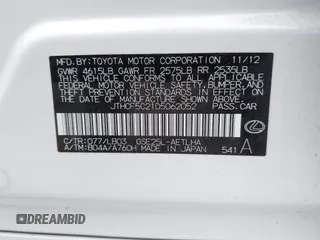 MFD. BY: TOYOTA MOTOR CORPORATION 11/12
GVWR 4615LB GAWR FR 2575LB RR 2535LB
THIS VEHICLE CONFORMS TO ALL APPLICABLE
FEDERAL MOTOR VEHICLE SAFETY, BUMPER, AND
THEFT PREVENTION STANDARDS IN EFFECT ON
THE DATE OF MANUFACTURE SHOWN ABOVE.
JTHCF5C21D5062052 PASS. CAR
C/TR: 077/LB03 GSE25L-AETLHA
A/TM: B04A/A760H MADE IN JAPAN 541 A
DREAMBID